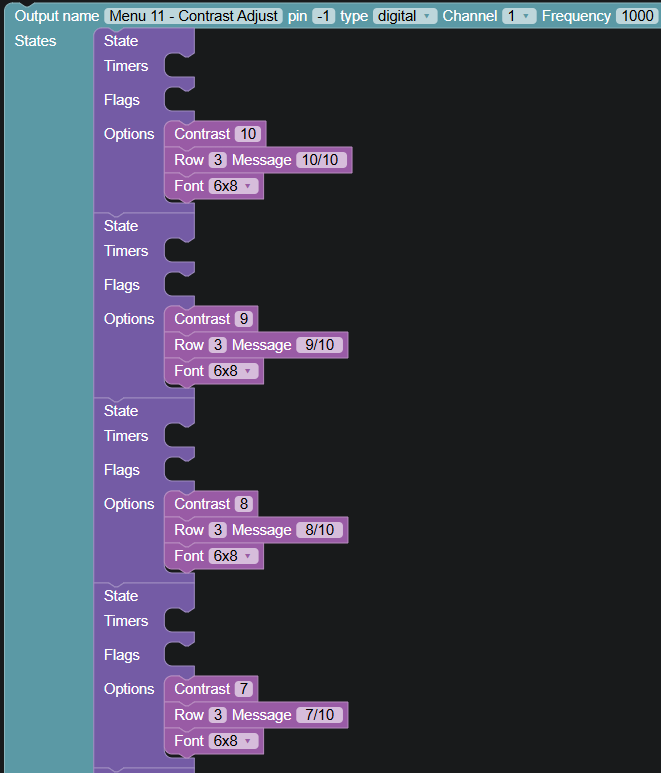 Output name Menu 11 - Contrast Adjust pin -1 type digital Channel 1 Frequency 1000
States State
Timers
Flags
Options Contrast 10
Row 3 Message 10/10
Font 6x8
State
Timers
Flags
Options Contrast 9
Row 3 Message 9/10
Font 6x8
State
Timers
Flags
Options Contrast 8
Row 3 Message 8/10
Font 6x8
State
Timers
Flags
Options Contrast 7
Row 3 Message 7/10
Font 6x8